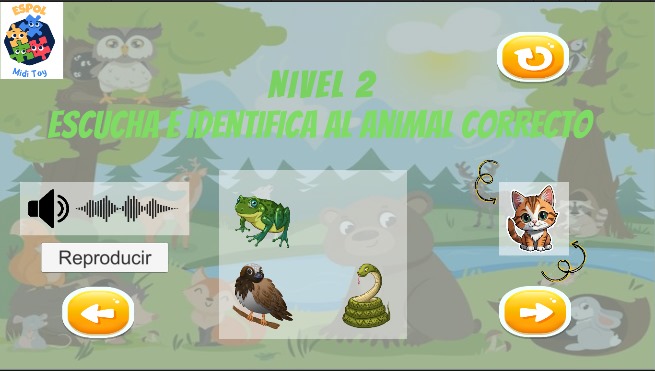 ESPOL
Midi Toy
NIVEL 2
ESCUCHA E IDENTIFICA AL ANIMAL CORRECTO
Reproducir